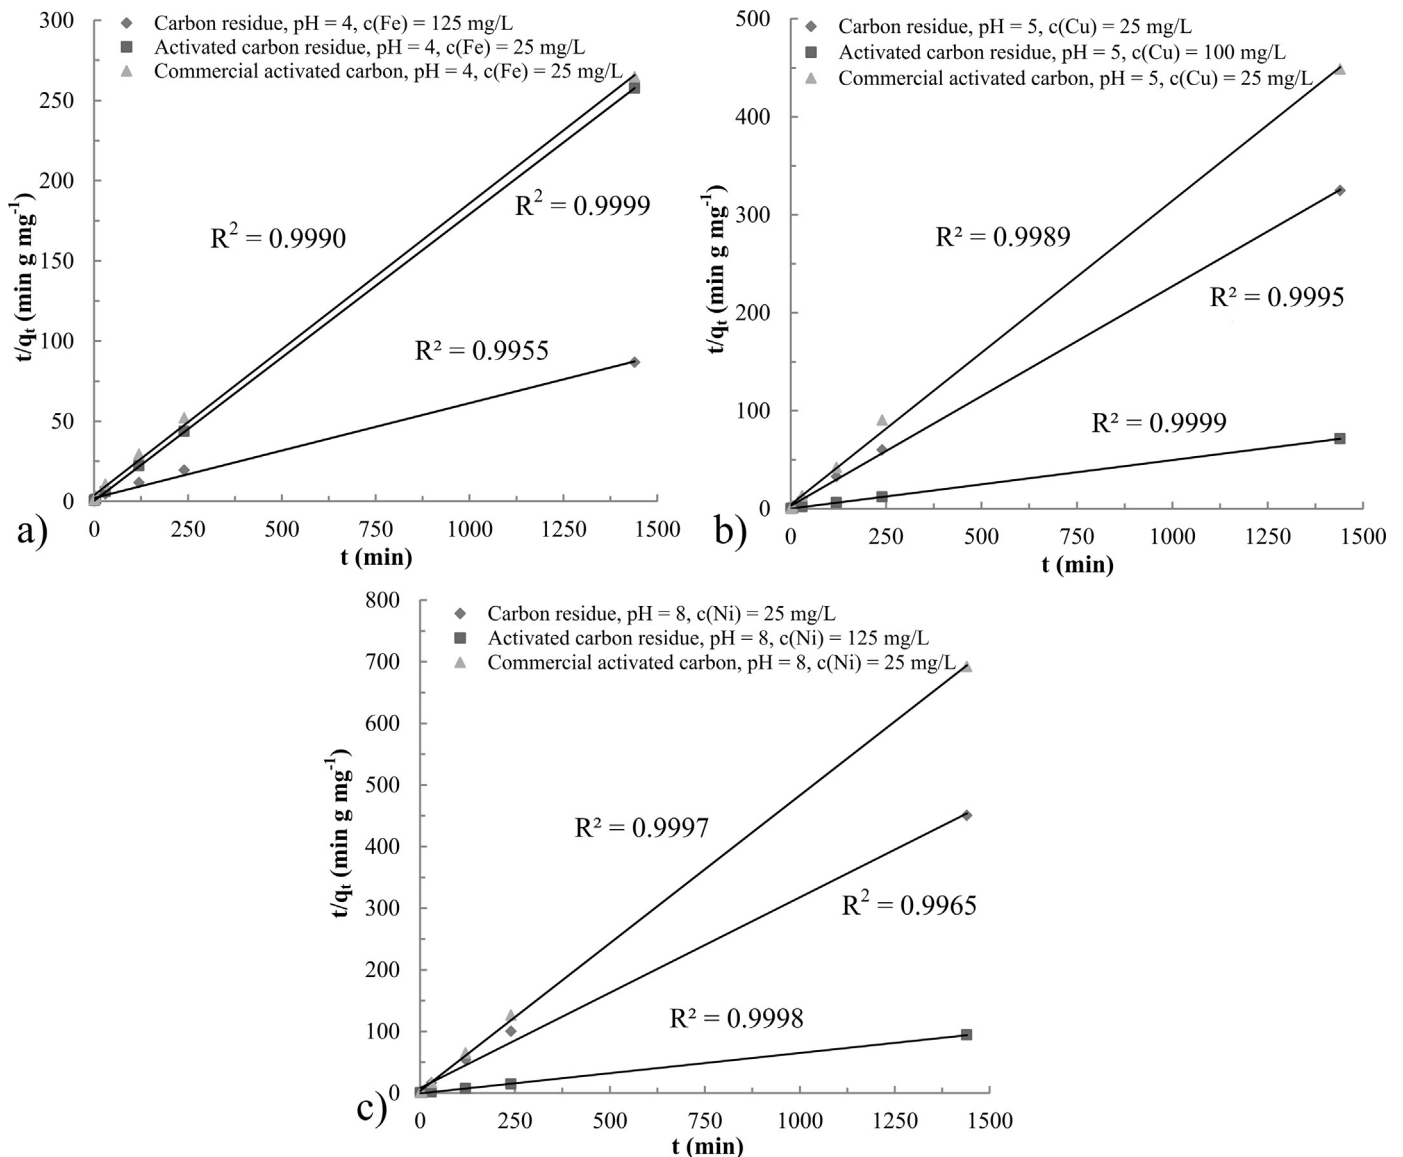 Carbon residue, pH = 4, c(Fe) = 125 mg/L
Activated carbon residue, pH = 4, c(Fe) = 25 mg/L
Commercial activated carbon, pH = 4, c(Fe) = 25 mg/L
300
250
200
150
100
50
0
t/qₜ (min g mg⁻¹)
R² = 0.9990
R² = 0.9999
R² = 0.9955
0 250 500 750 1000 1250 1500
t (min)
a)
Carbon residue, pH = 5, c(Cu) = 25 mg/L
Activated carbon residue, pH = 5, c(Cu) = 100 mg/L
Commercial activated carbon, pH = 5, c(Cu) = 25 mg/L
500
400
300
200
100
0
t/qₜ (min g mg⁻¹)
R² = 0.9989
R² = 0.9995
R² = 0.9999
0 250 500 750 1000 1250 1500
t (min)
b)
Carbon residue, pH = 8, c(Ni) = 25 mg/L
Activated carbon residue, pH = 8, c(Ni) = 125 mg/L
Commercial activated carbon, pH = 8, c(Ni) = 25 mg/L
800
700
600
500
400
300
200
100
0
t/qₜ (min g mg⁻¹)
R² = 0.9997
R² = 0.9965
R² = 0.9998
0 250 500 750 1000 1250 1500
t (min)
c)